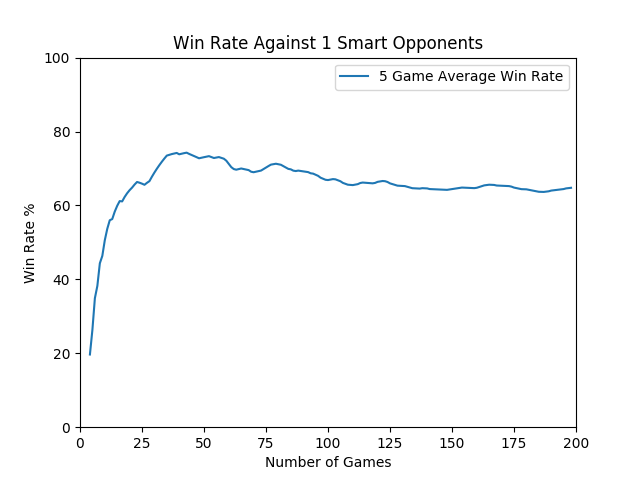 Win Rate Against 1 Smart Opponents
5 Game Average Win Rate
100
80
60
40
20
0
Win Rate %
0 25 50 75 100 125 150 175 200
Number of Games